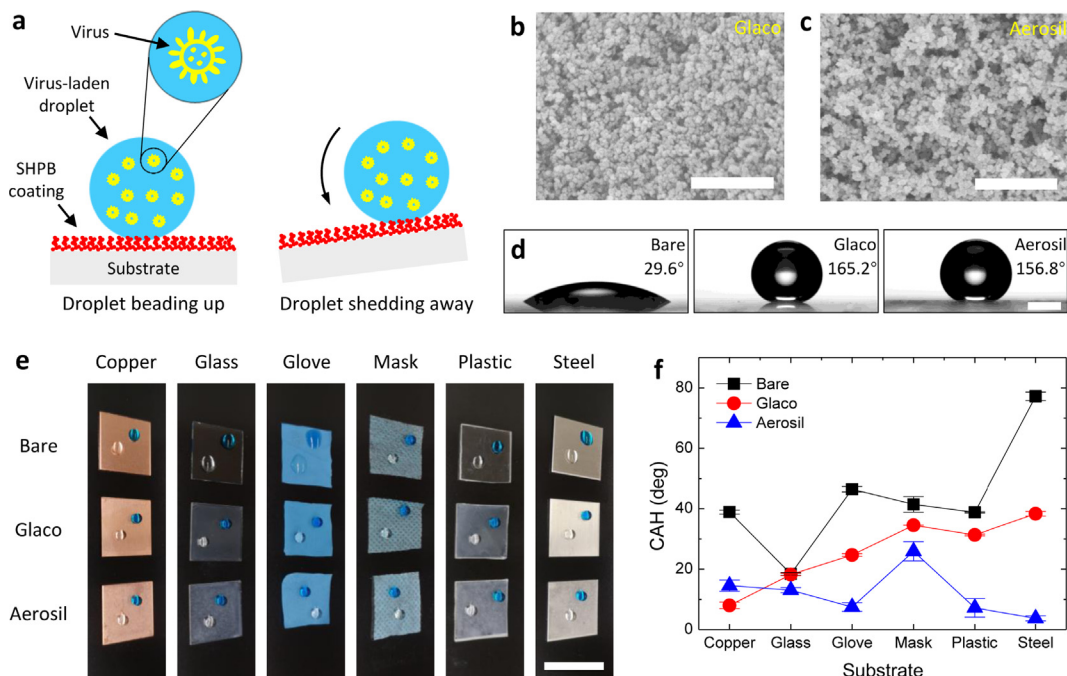 a
Virus
Virus-laden
droplet
SHPB
coating
Substrate
Droplet beading up
Droplet shedding away
b
Glaco
c
Aerosil
d
Bare
29.6°
Glaco
165.2°
Aerosil
156.8°
e
Copper
Glass
Glove
Mask
Plastic
Steel
Bare
Glaco
Aerosil
f
Bare
Glaco
Aerosil
CAH (deg)
80
60
40
20
0
Copper
Glass
Glove
Mask
Plastic
Steel
Substrate